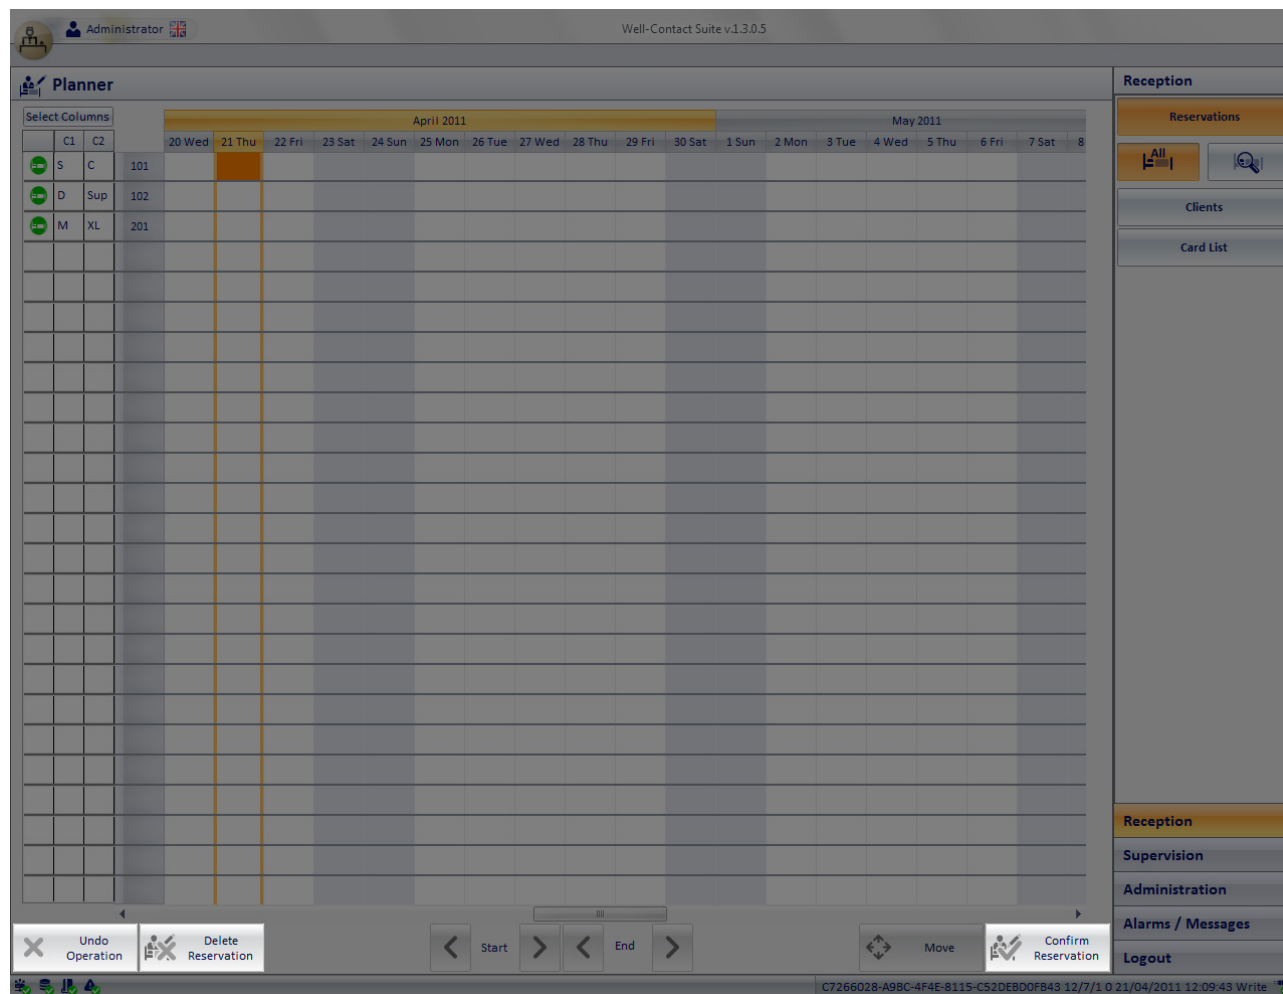 Administrator
Well-Contact Suite v.1.3.0.5
Planner
Reception
Select Columns
April 2011
May 2011
Reservations
C1 C2
20 Wed 21 Thu 22 Fri 23 Sat 24 Sun 25 Mon 26 Tue 27 Wed 28 Thu 29 Fri 30 Sat 1 Sun 2 Mon 3 Tue 4 Wed 5 Thu 6 Fri 7 Sat 8
All
S C 101
D Sup 102
M XL 201
Clients
Card List
Reception
Supervision
Administration
Alarms / Messages
Logout
Undo
Operation
Delete
Reservation
Start
End
Move
Confirm
Reservation
C7266028-A9BC-4F4E-8115-C52DEBD0FB43 12/7/1 0 21/04/2011 12:09:43 Write